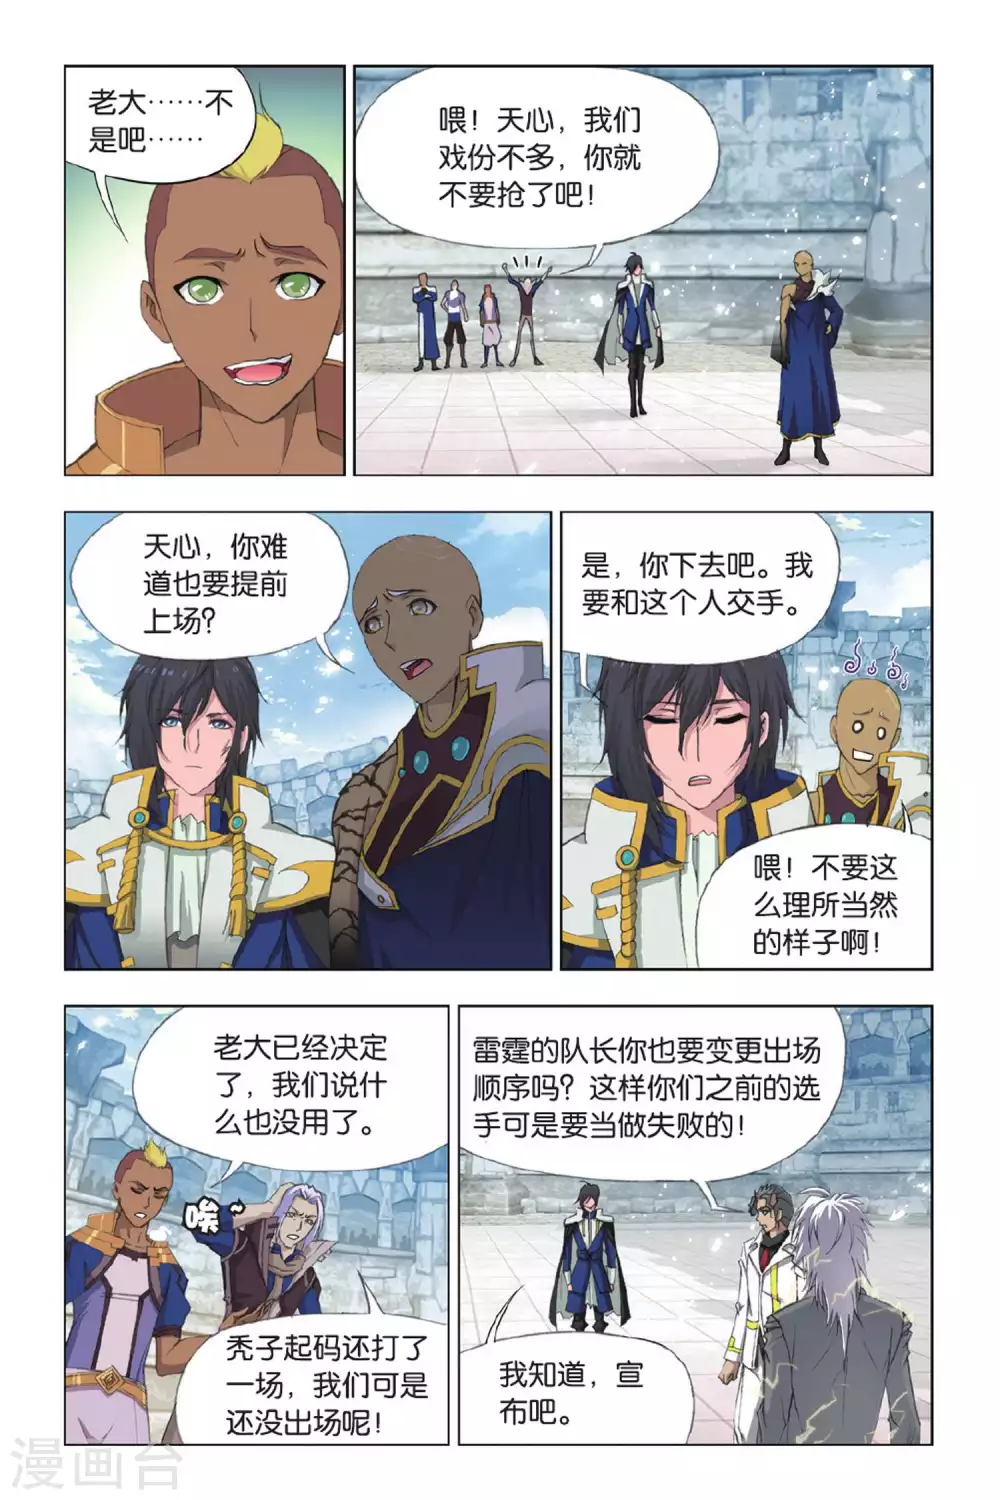 老大……不
是吧……
喂！天心，我们
戏份不多，你就
不要抢了吧！
天心，你难
道也要提前
上场？
是，你下去吧。我
要和这个人交手。
喂！不要这
么理所当然
的样子啊！
老大已经决定
了，我们说什
么也没用了。
唉~
秃子起码还打了
一场，我们可是
还没出场呢！
雷霆的队长你也要变更出场
顺序吗？这样你们之前的选
手可是要当做失败的！
我知道，宣
布吧。
漫画台